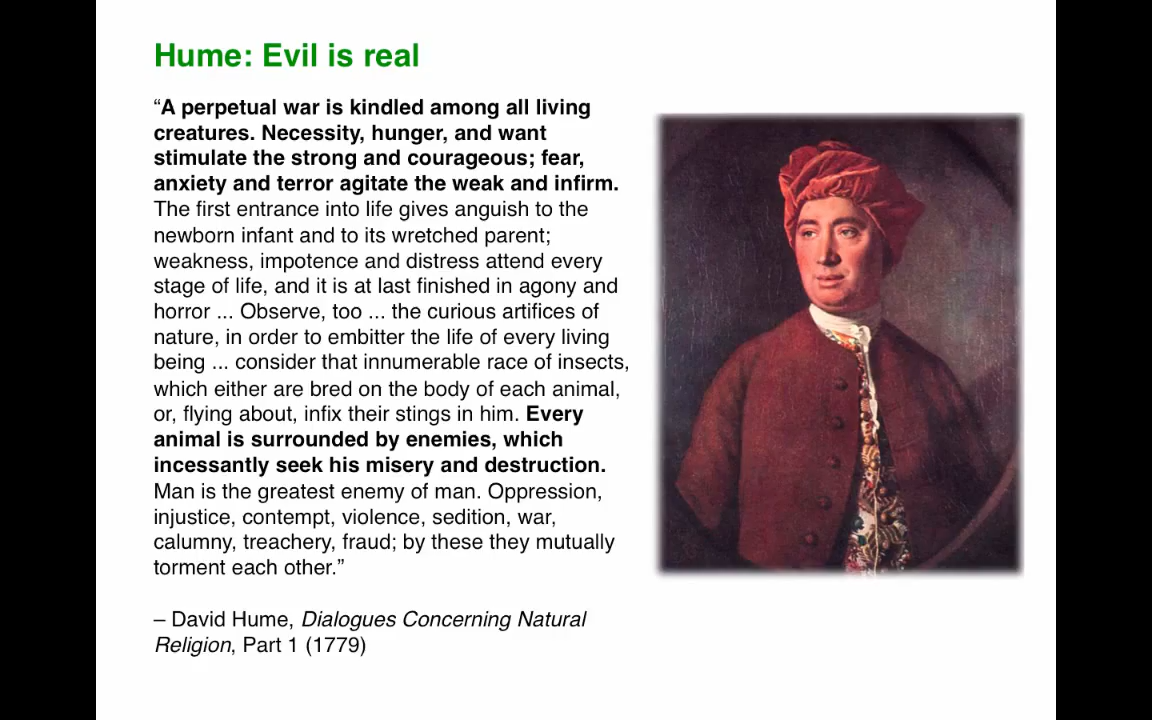 Hume: Evil is real
“A perpetual war is kindled among all living
creatures. Necessity, hunger, and want
stimulate the strong and courageous; fear,
anxiety and terror agitate the weak and infirm.
The first entrance into life gives anguish to the
newborn infant and to its wretched parent;
weakness, impotence and distress attend every
stage of life, and it is at last finished in agony and
horror ... Observe, too ... the curious artifices of
nature, in order to embitter the life of every living
being ... consider that innumerable race of insects,
which either are bred on the body of each animal,
or, flying about, infix their stings in him. Every
animal is surrounded by enemies, which
incessantly seek his misery and destruction.
Man is the greatest enemy of man. Oppression,
injustice, contempt, violence, sedition, war,
calumny, treachery, fraud; by these they mutually
torment each other.”
– David Hume, Dialogues Concerning Natural
Religion, Part 1 (1779)